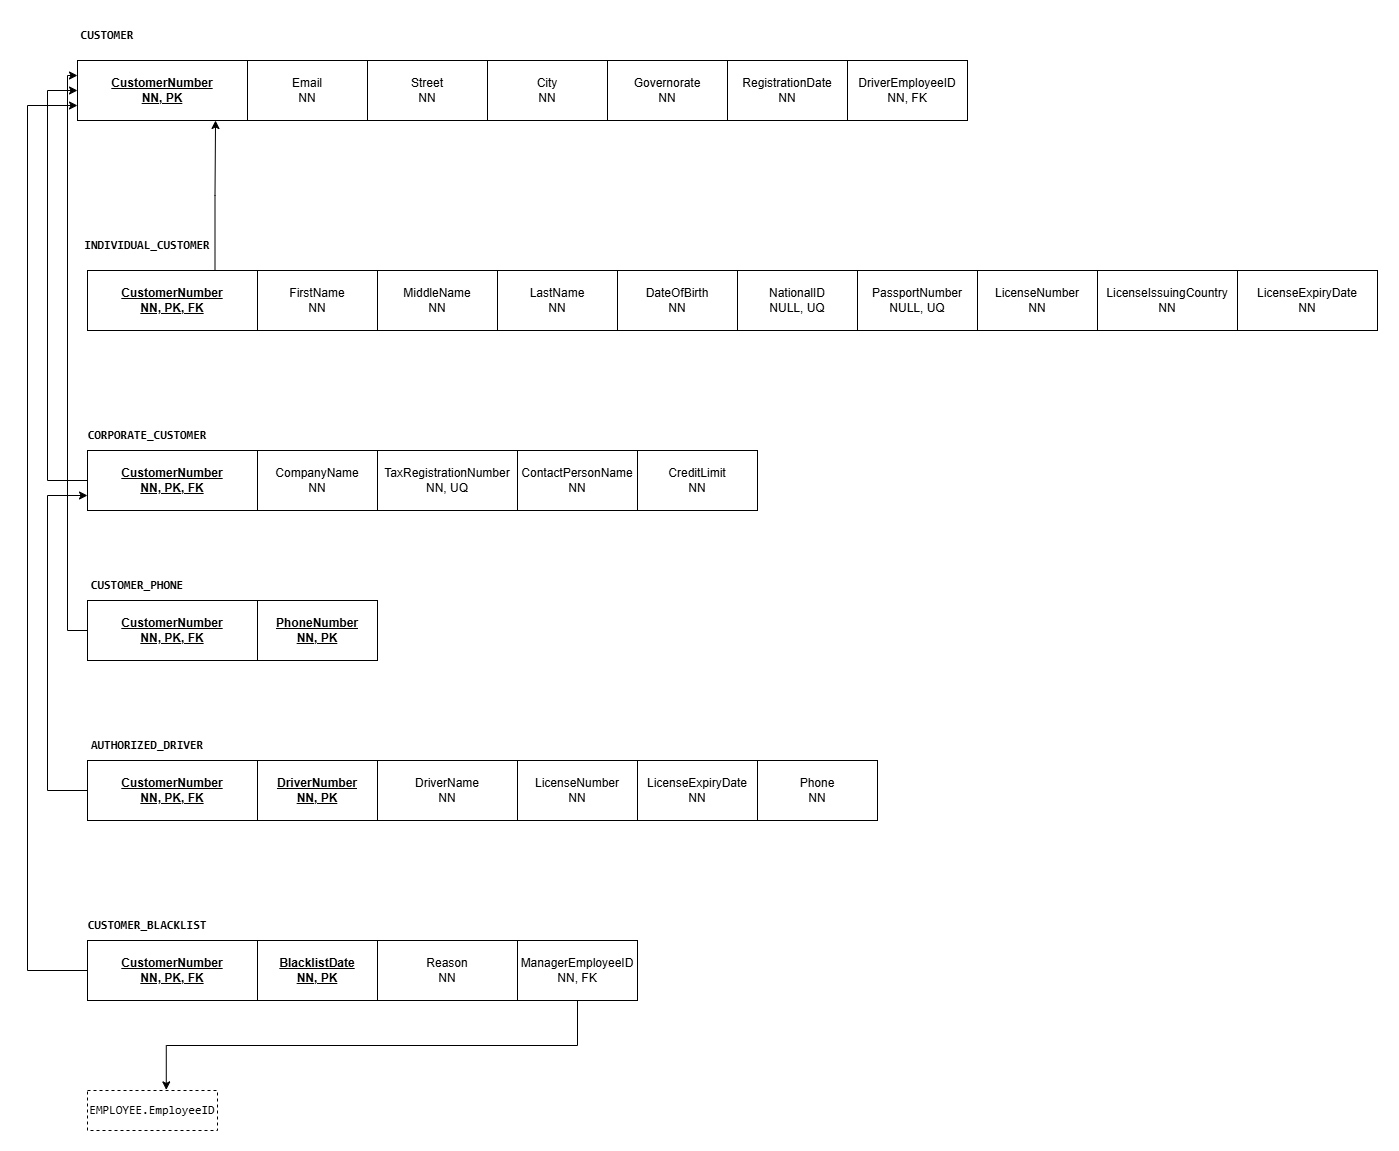 CUSTOMER
CustomerNumber Email Street City Governorate RegistrationDate DriverEmployeeID
NN, PK NN NN NN NN NN NN, FK
INDIVIDUAL_CUSTOMER
CustomerNumber FirstName MiddleName LastName DateOfBirth NationalID PassportNumber LicenseNumber LicenseIssuingCountry LicenseExpiryDate
NN, PK, FK NN NN NN NN NULL, UQ NULL, UQ NN NN NN
CORPORATE_CUSTOMER
CustomerNumber CompanyName TaxRegistrationNumber ContactPersonName CreditLimit
NN, PK, FK NN NN, UQ NN NN
CUSTOMER_PHONE
CustomerNumber PhoneNumber
NN, PK, FK NN, PK
AUTHORIZED_DRIVER
CustomerNumber DriverNumber DriverName LicenseNumber LicenseExpiryDate Phone
NN, PK, FK NN, PK NN NN NN NN
CUSTOMER_BLACKLIST
CustomerNumber BlacklistDate Reason ManagerEmployeeID
NN, PK, FK NN, PK NN NN, FK
EMPLOYEE.EmployeeID